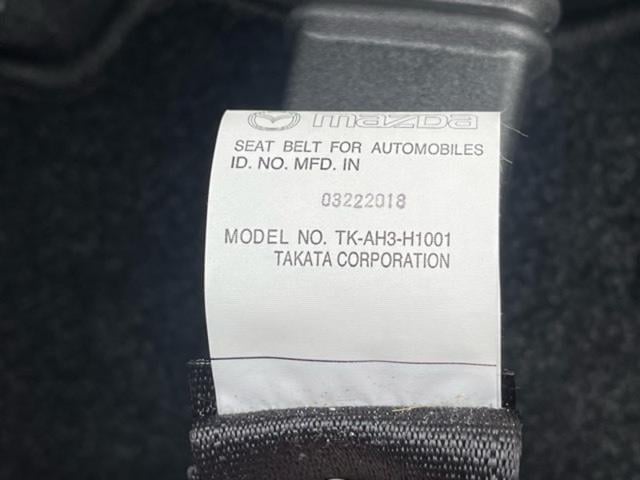 mazda
SEAT BELT FOR AUTOMOBILES
ID. NO. MFD. IN
03222018
MODEL NO. TK-AH3-H1001
TAKATA CORPORATION